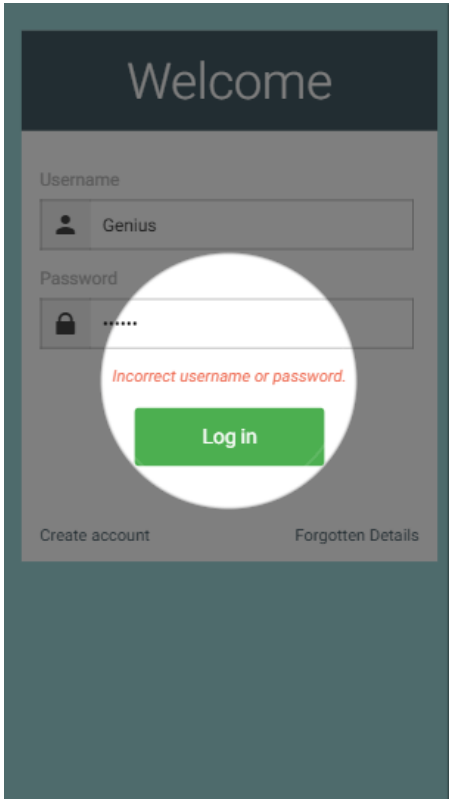 Welcome
Username
Genius
Password
••••••
Incorrect username or password.
Log in
Create account
Forgotten Details